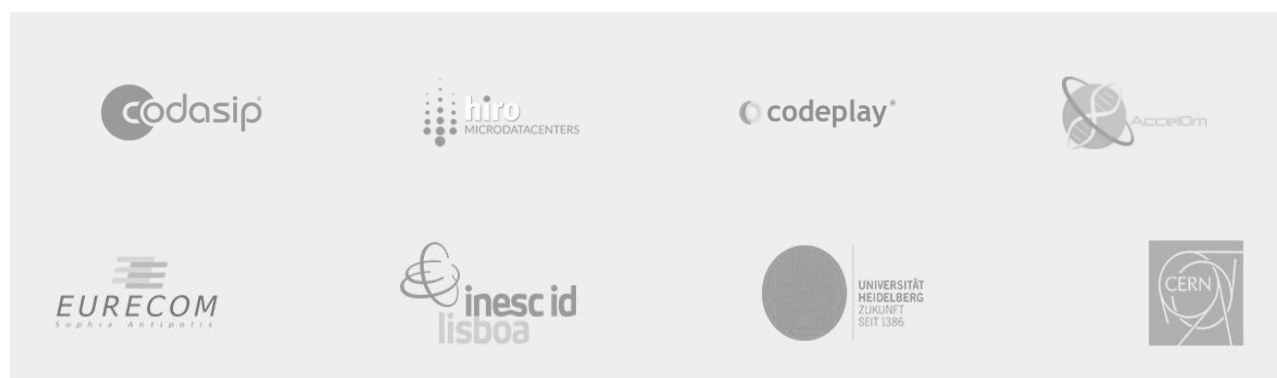 codasip®
hiro
MICRODATACENTERS
codeplay®
AccelOm
EURECOM
Sophia Antipolis
inesc id
lisboa
UNIVERSITÄT
HEIDELBERG
ZUKUNFT
SEIT 1386
CERN